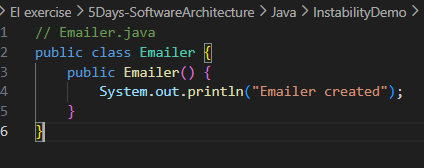 > EI exercise > 5Days-SoftwareArchitecture > Java > InstabilityDemo >
1 // Emailer.java
2 public class Emailer {
3     public Emailer() {
4         System.out.println("Emailer created");
5     }
6 }